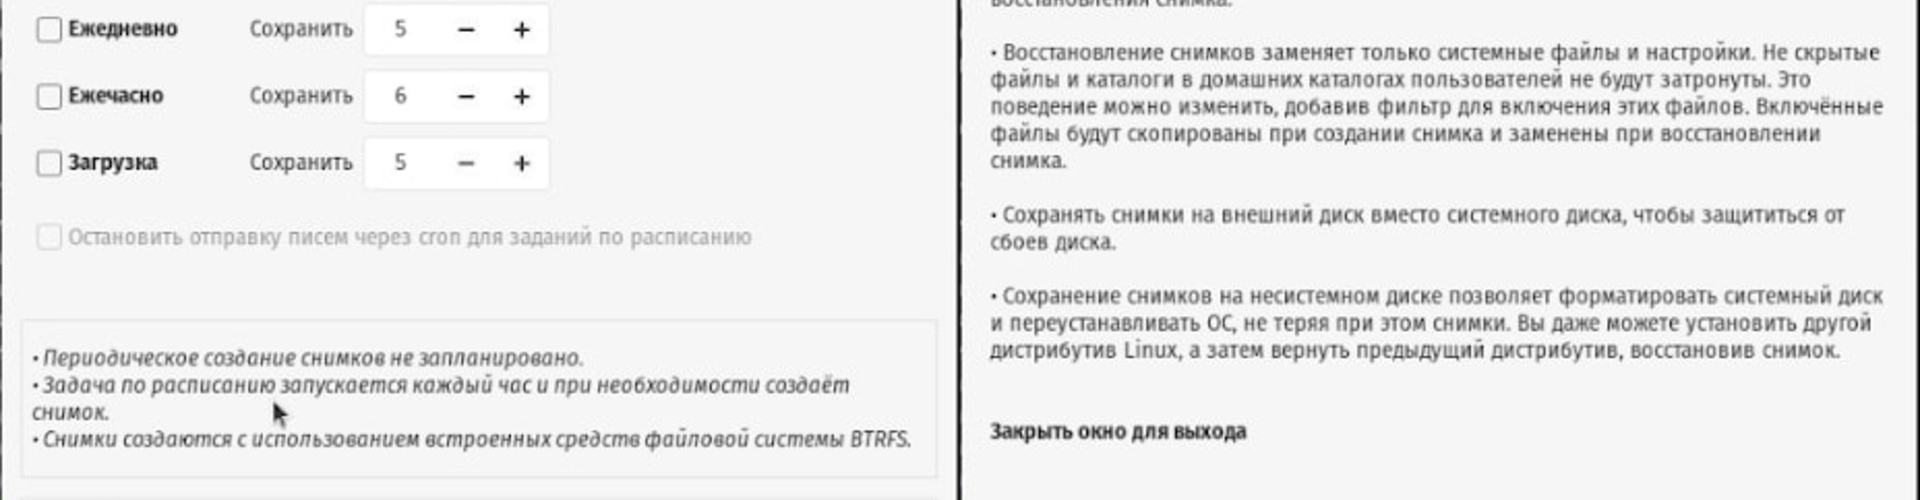 Ежедневно Сохранить 5 − +
Ежечасно Сохранить 6 − +
Загрузка Сохранить 5 − +
Остановить отправку писем через cron для заданий по расписанию
• Периодическое создание снимков не запланировано.
• Задача по расписанию запускается каждый час и при необходимости создаёт
снимок.
• Снимки создаются с использованием встроенных средств файловой системы BTRFS.
восстановления снимка.
• Восстановление снимков заменяет только системные файлы и настройки. Не скрытые
файлы и каталоги в домашних каталогах пользователей не будут затронуты. Это
поведение можно изменить, добавив фильтр для включения этих файлов. Включённые
файлы будут скопированы при создании снимка и заменены при восстановлении
снимка.
• Сохранять снимки на внешний диск вместо системного диска, чтобы защититься от
сбоев диска.
• Сохранение снимков на несистемном диске позволяет форматировать системный диск
и переустанавливать ОС, не теряя при этом снимки. Вы даже можете установить другой
дистрибутив Linux, а затем вернуть предыдущий дистрибутив, восстановив снимок.
Закрыть окно для выхода